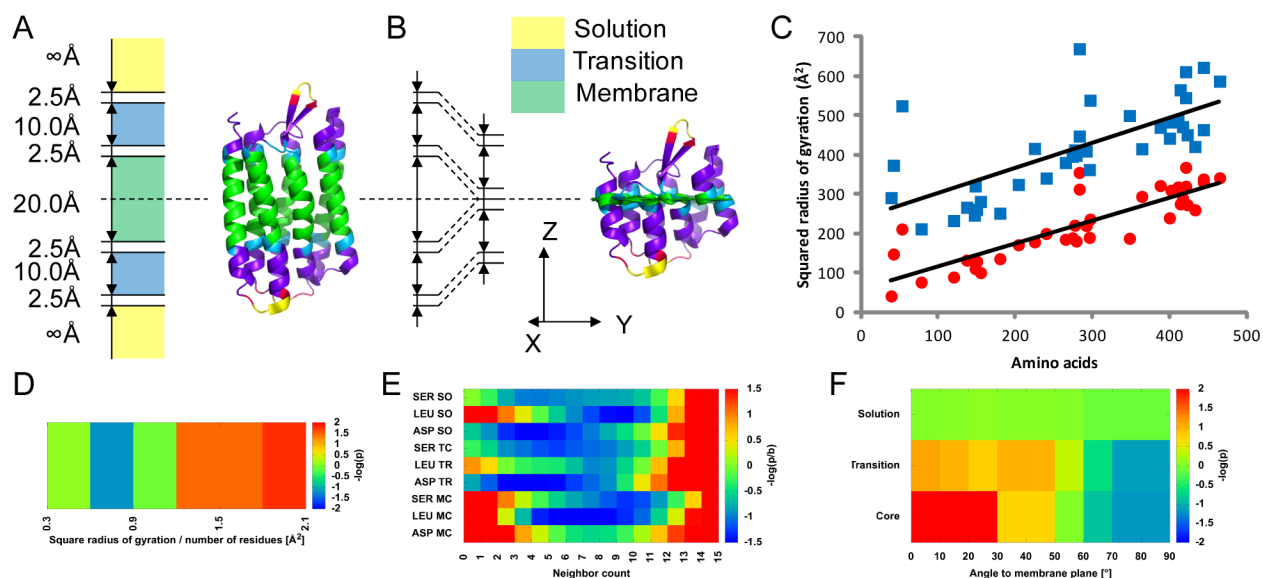 A
∞Å
2.5Å
10.0Å
2.5Å
20.0Å
2.5Å
10.0Å
2.5Å
∞Å
B
Solution
Transition
Membrane
Z
X
Y
C
Squared radius of gyration (Å²)
700
600
500
400
300
200
100
0
0 100 200 300 400 500
Amino acids
D
0.3 0.9 1.5 2.1
Square radius of gyration / number of residues [Å²]
2
1.5
1
0.5
0
-0.5
-1
-1.5
-2
-log(p)
E
SER SO
LEU SO
ASP SO
SER TC
LEU TR
ASP TR
SER MC
LEU MC
ASP MC
0 1 2 3 4 5 6 7 8 9 10 11 12 13 14 15
Neighbor count
1.5
1
0.5
0
-0.5
-1
-1.5
-log(p/b)
F
Solution
Transition
Core
0 10 20 30 40 50 60 70 80 90
Angle to membrane plane [°]
2
1.5
1
0.5
0
-0.5
-1
-1.5
-2
-log(p)